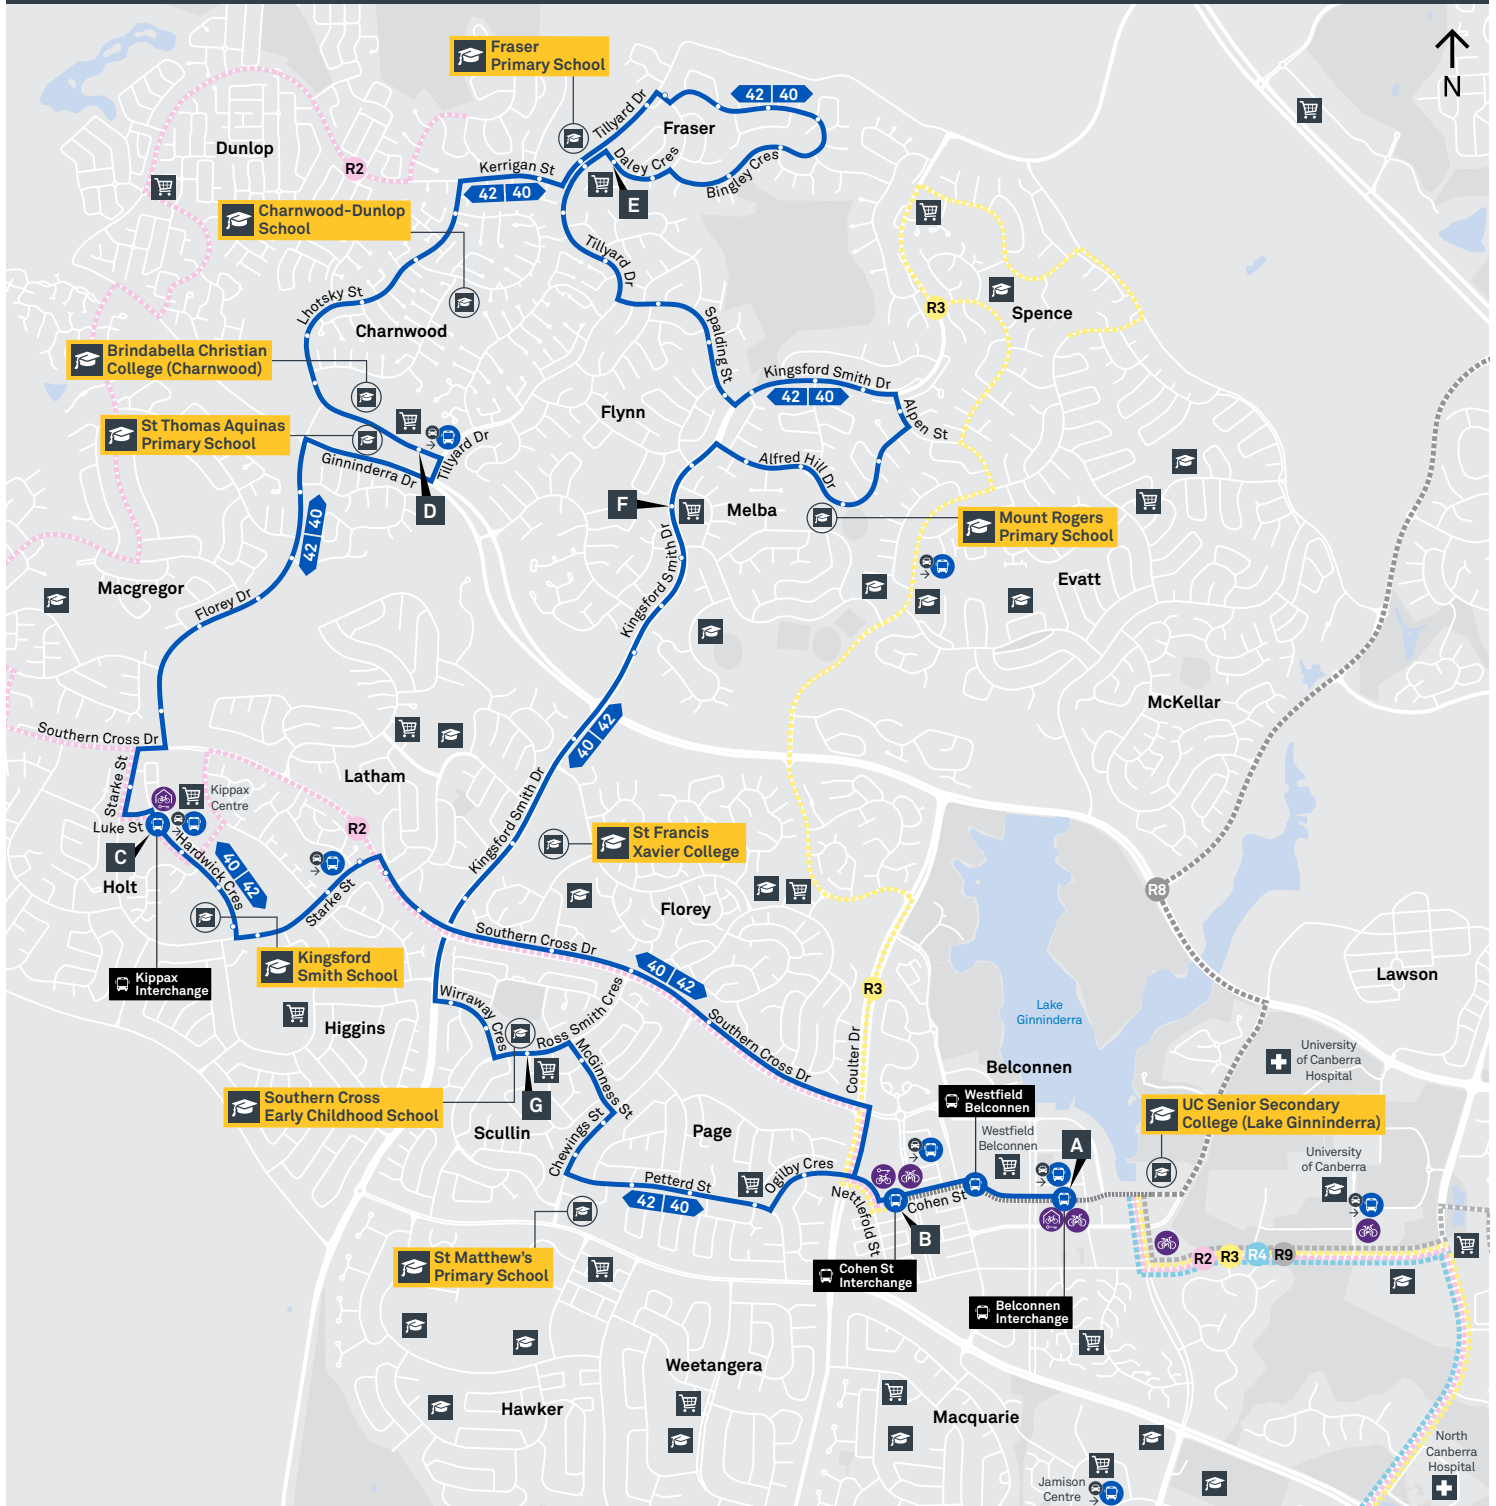 Fraser
Primary School
N
Tillyard Dr
42 40
Fraser
Dunlop
R2
Kerrigan St
42 40
Daley Cres
Bingley Cres
E
Charnwood-Dunlop
School
Tillyard Dr
Lhotsky St
Charnwood
R3
Spence
Spalding St
Brindabella Christian
College (Charnwood)
Kingsford Smith Dr
42 40
Alpen St
Flynn
St Thomas Aquinas
Primary School
Tillyard Dr
Ginninderra Dr
D
Alfred Hill Dr
F
Melba
42 40
Mount Rogers
Primary School
Kingsford Smith Dr
Evatt
Macgregor
Florey Dr
McKellar
40 42
Southern Cross Dr
Starke St
Latham
Kippax
Centre
Kingsford Smith Dr
Luke St
R2
C
Hardwick Cres
40 42
St Francis
Xavier College
Holt
Starke St
R8
Florey
Southern Cross Dr
Kingsford
Smith School
40 42
Kippax
Interchange
Lawson
R3
Wirraway Cres
Ross Smith Cres
Lake
Ginninderra
Higgins
Southern Cross Dr
Coulter Dr
McGinness St
University
of Canberra
Hospital
Belconnen
Southern Cross
Early Childhood School
G
Westfield
Belconnen
UC Senior Secondary
College (Lake Ginninderra)
Scullin
Chewings St
Page
Westfield
Belconnen
A
University
of Canberra
Petterd St
Ogilby Cres
42 40
Nettlefold St
Cohen St
B
St Matthew's
Primary School
Cohen St
Interchange
R2
R3
R4
R9
Belconnen
Interchange
Weetangera
Hawker
Macquarie
North
Canberra
Hospital
Jamison
Centre